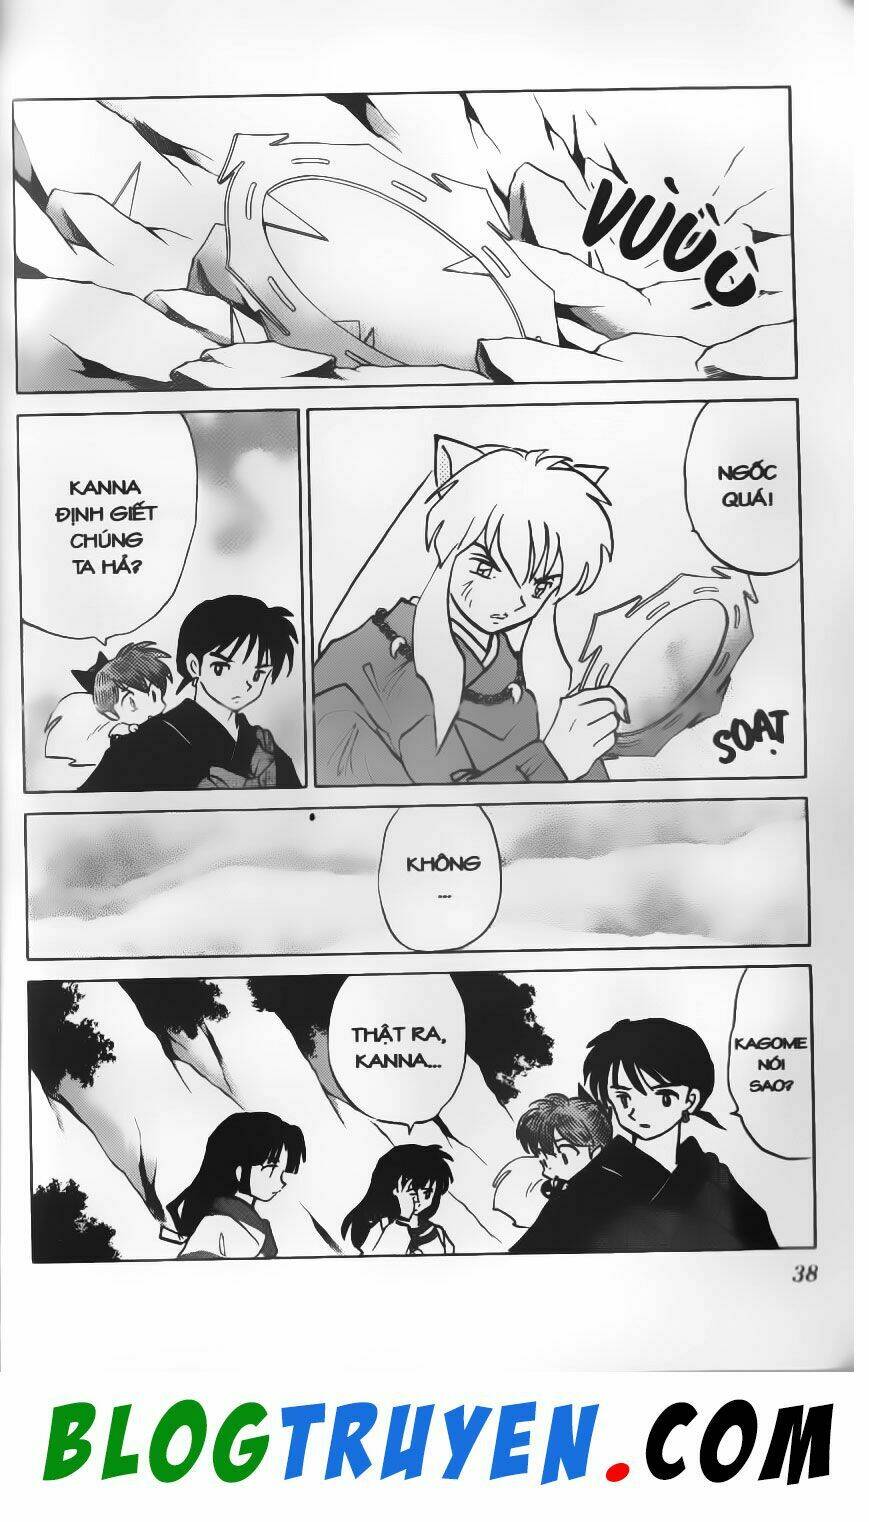 VÙÙÙ
KANNA
ĐỊNH GIẾT
CHÚNG
TA HẢ?
NGỐC
QUÁ!
SOẠT
KHÔNG
...
THẬT RA,
KANNA...
KAGOME
NÓI
SAO?
38
BLOGTRUYEN.COM